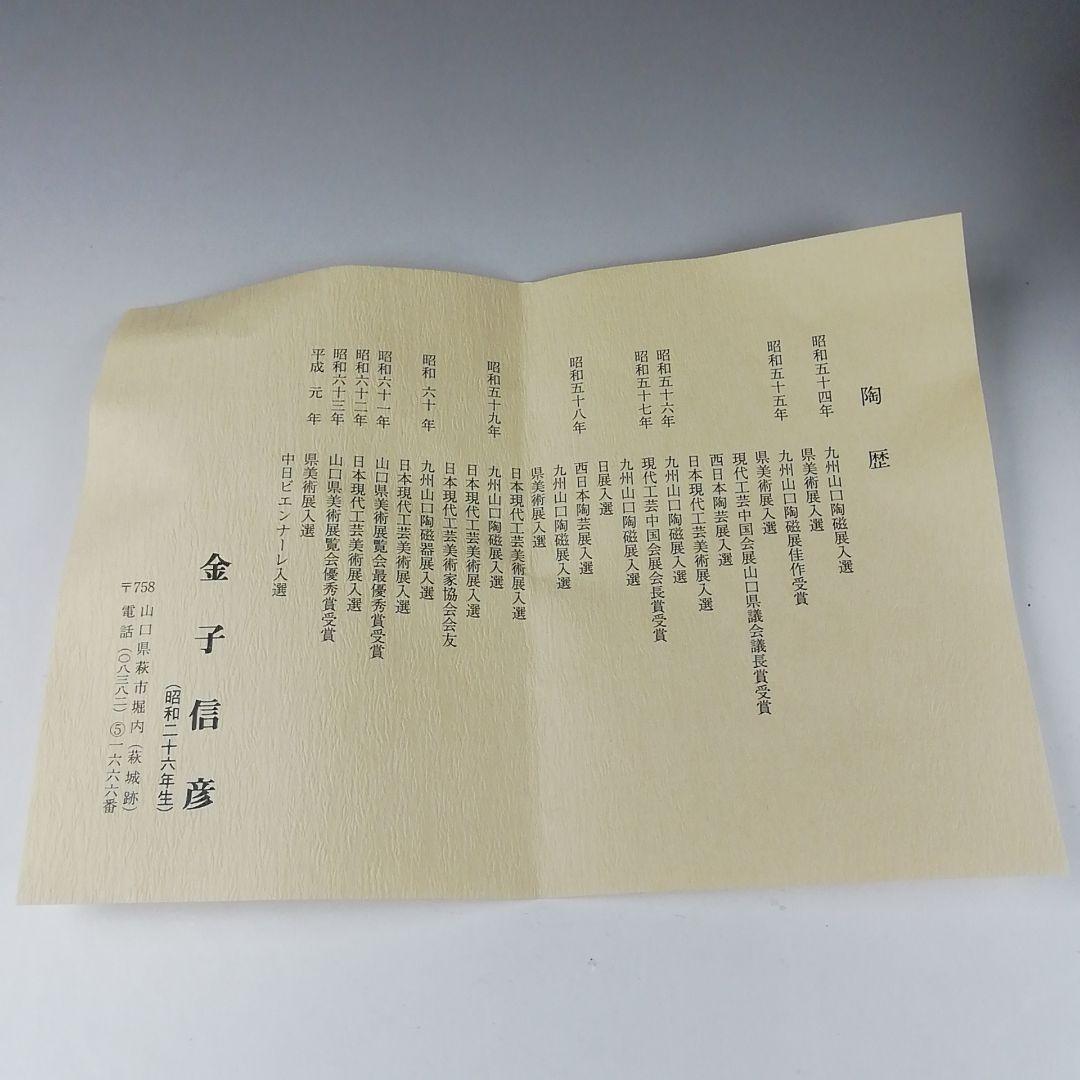 陶歴
昭和五十四年 九州山口陶磁展入選
県美術展入選
昭和五十五年 九州山口陶磁展佳作受賞
県美術展入選
現代工芸中国会展山口県議会議長賞受賞
西日本陶芸展入選
日本現代工芸美術展入選
昭和五十六年 九州山口陶磁展入選
昭和五十七年 現代工芸中国会展会長賞受賞
九州山口陶磁展入選
日展入選
昭和五十八年 西日本陶芸展入選
九州山口陶磁展入選
県美術展入選
日本現代工芸美術展入選
昭和五十九年 九州山口陶磁展入選
日本現代工芸美術展入選
日本現代工芸美術家協会会友
昭和六十年 九州山口陶磁器展入選
日本現代工芸美術展入選
昭和六十一年 山口県美術展覧会最優秀賞受賞
昭和六十二年 日本現代工芸美術展入選
昭和六十三年 山口県美術展覧会優秀賞受賞
平成元年 県美術展入選
中日ビエンナーレ入選
金子信彦
(昭和二十六年生)
〒758 山口県萩市堀内(萩城跡)
電話(〇八三八二)⑤一六六六番